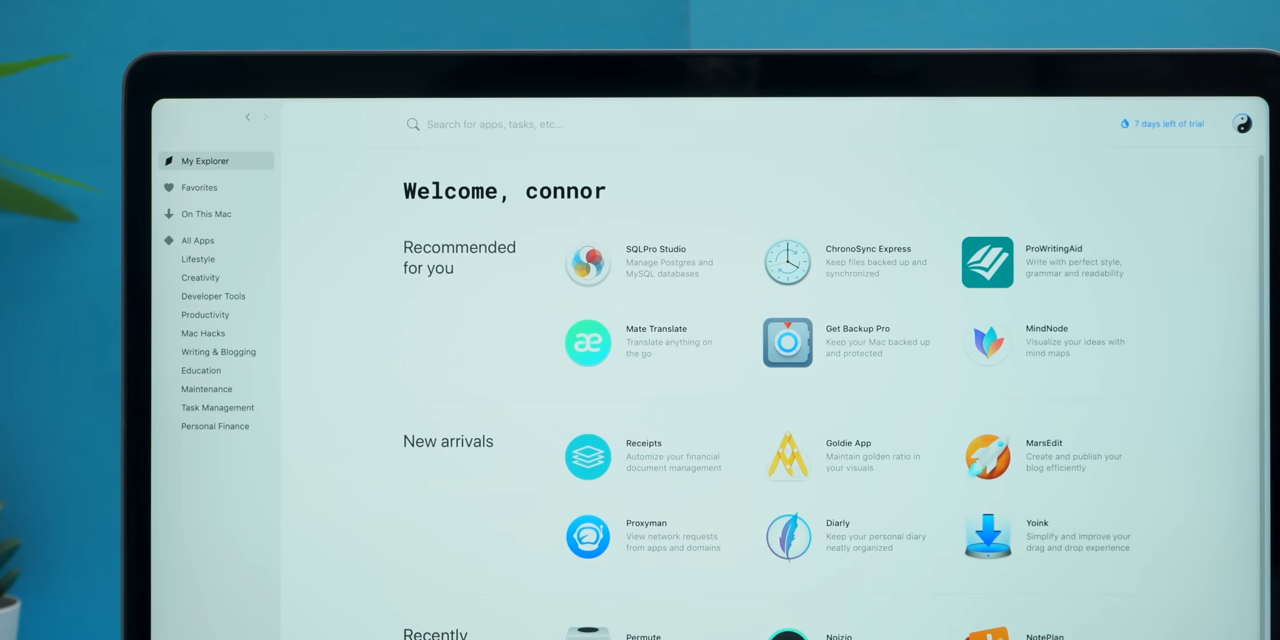 Search for apps, tasks, etc...
7 days left of trial
My Explorer
Favorites
On This Mac
All Apps
Lifestyle
Creativity
Developer Tools
Productivity
Mac Hacks
Writing & Blogging
Education
Maintenance
Task Management
Personal Finance
Welcome, connor
Recommended
for you
SQLPro Studio
Manage Postgres and
MySQL databases
ChronoSync Express
Keep files backed up and
synchronized
ProWritingAid
Write with perfect style,
grammar and readability
æ
Mate Translate
Translate anything on
the go
Get Backup Pro
Keep your Mac backed up
and protected
MindNode
Visualize your ideas with
mind maps
New arrivals
Receipts
Automize your financial
document management
Goldie App
Maintain golden ratio in
your visuals
MarsEdit
Create and publish your
blog efficiently
Proxyman
View network requests
from apps and domains
Diarly
Keep your personal diary
neatly organized
Yoink
Simplify and improve your
drag and drop experience
Recently
Permute
Noizio
NotePlan